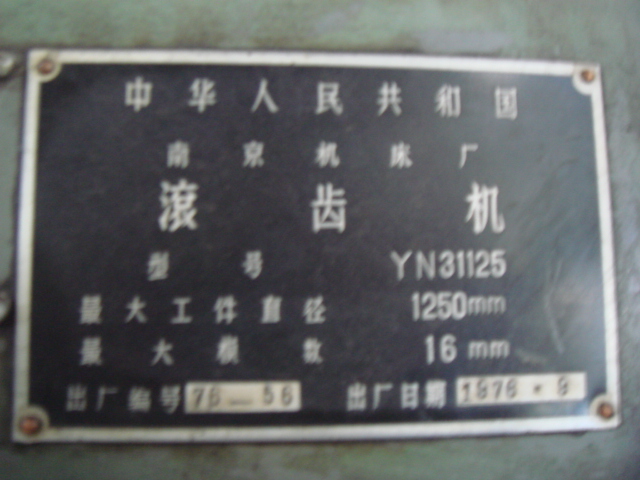 中华人民共和国
南京机床厂
滚齿机
型号 YN31125
最大工件直径 1250mm
最大模数 16mm
出厂编号 76—56 出厂日期 1976.9